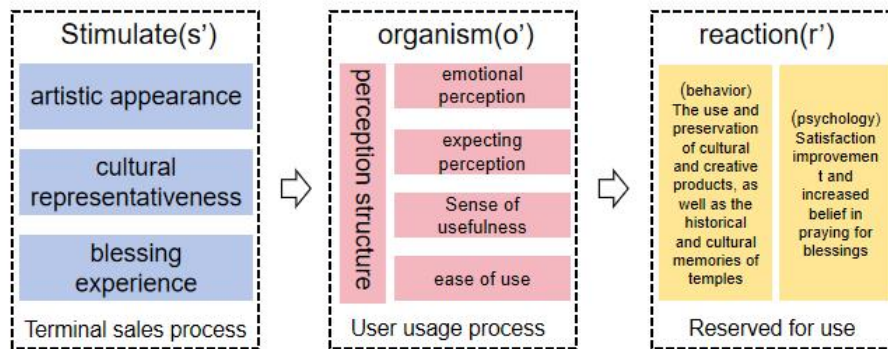 Stimulate(s')
artistic appearance
cultural
representativeness
blessing
experience
Terminal sales process
organism(o')
perception structure
emotional
perception
expecting
perception
Sense of
usefulness
ease of use
User usage process
reaction(r')
(behavior)
The use and
preservation
of cultural
and creative
products, as
well as the
historical
and cultural
memories of
temples
(psychology)
Satisfaction
improvemen
t and
increased
belief in
praying for
blessings
Reserved for use